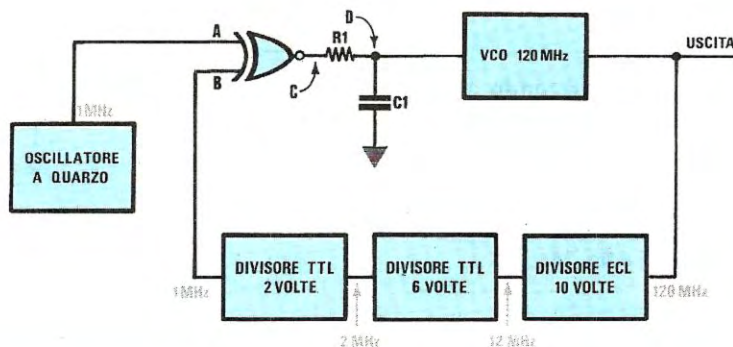 D
A
R1
VCO 120 MHz
USCITA
B
C
C1
1 MHz
OSCILLATORE
A QUARZO
DIVISORE TTL
2 VOLTE
DIVISORE TTL
6 VOLTE
DIVISORE ECL
10 VOLTE
1 MHz
120 MHz
2 MHz
12 MHz